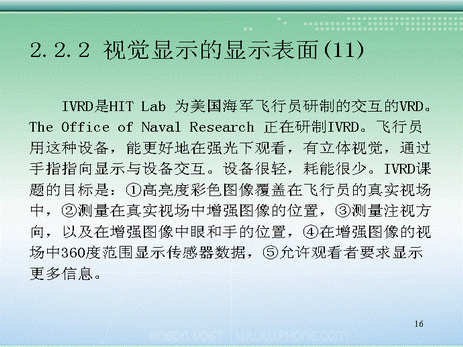 2.2.2 视觉显示的显示表面(11)
IVRD是HIT Lab 为美国海军飞行员研制的交互的VRD。
The Office of Naval Research 正在研制IVRD。飞行员
用这种设备，能更好地在强光下观看，有立体视觉，通过
手指指向显示与设备交互。设备很轻，耗能很少。IVRD课
题的目标是：①高亮度彩色图像覆盖在飞行员的真实视场
中，②测量在真实视场中增强图像的位置，③测量注视方
向，以及在增强图像中眼和手的位置，④在增强图像的视
场中360度范围显示传感器数据，⑤允许观看者要求显示
更多信息。
16